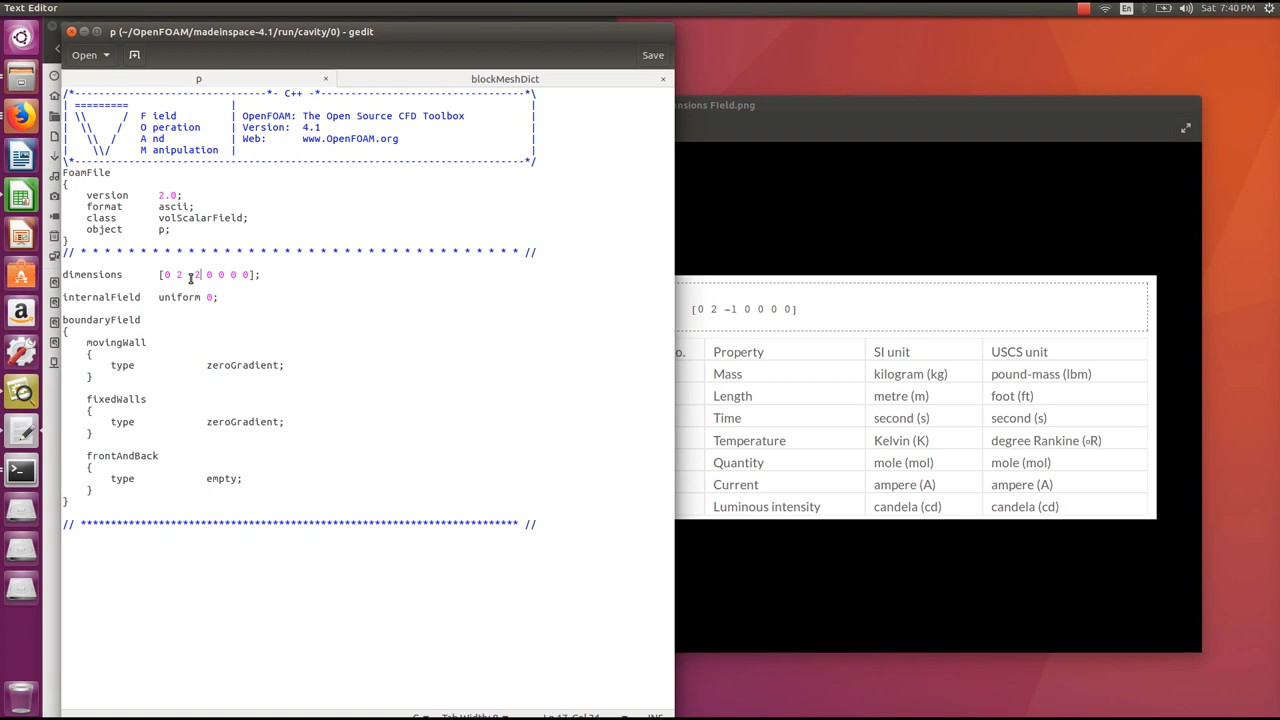 Text Editor
En
Sat 7:40 PM
p (~/OpenFOAM/madeinspace-4.1/run/cavity/0) - gedit
Open
Save
p
×
blockMeshDict
×
/*--------------------------------*- C++ -*----------------------------------*\
| ========= |
| \\ / F ield | OpenFOAM: The Open Source CFD Toolbox
| \\ / O peration | Version: 4.1
| \\ / A nd | Web: www.OpenFOAM.org
| \\/ M anipulation |
\*---------------------------------------------------------------------------*/
FoamFile
{
version 2.0;
format ascii;
class volScalarField;
object p;
}
// * * * * * * * * * * * * * * * * * * * * * * * * * * * * * * * * * * * * * //
dimensions [0 2 -2 0 0 0 0];
internalField uniform 0;
boundaryField
{
movingWall
{
type zeroGradient;
}
fixedWalls
{
type zeroGradient;
}
frontAndBack
{
type empty;
}
}
// ************************************************************************* //
ensions Field.png
[0 2 −1 0 0 0 0]
o. Property SI unit USCS unit
Mass kilogram (kg) pound-mass (lbm)
Length metre (m) foot (ft)
Time second (s) second (s)
Temperature Kelvin (K) degree Rankine (oR)
Quantity mole (mol) mole (mol)
Current ampere (A) ampere (A)
Luminous intensity candela (cd) candela (cd)